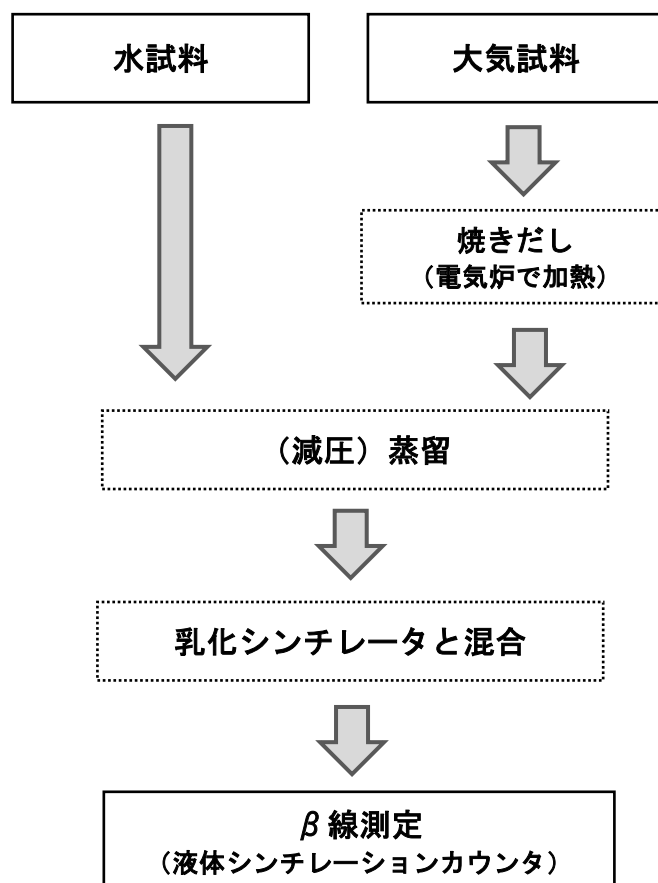 水試料
大気試料
焼きだし
（電気炉で加熱）
（減圧）蒸留
乳化シンチレータと混合
β線測定
（液体シンチレーションカウンタ）